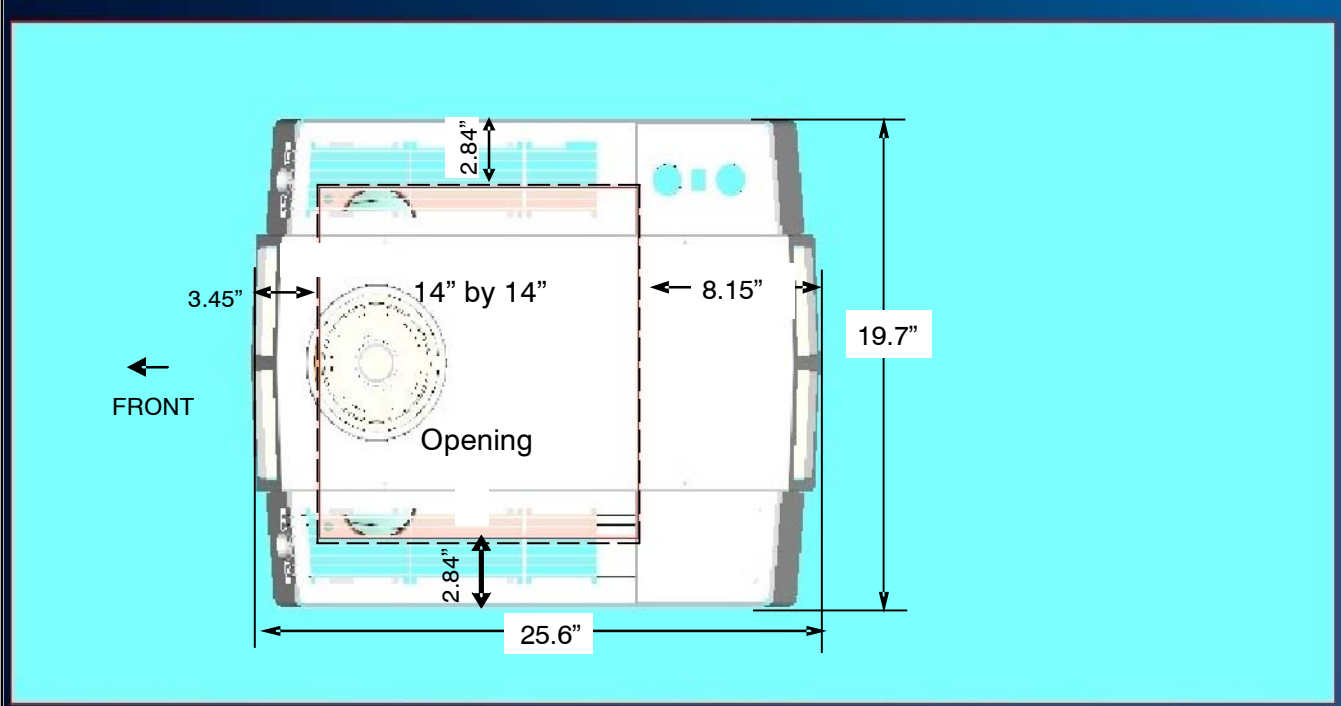 2.84”
14” by 14”
8.15”
3.45”
19.7”
FRONT
Opening
2.84”
25.6”